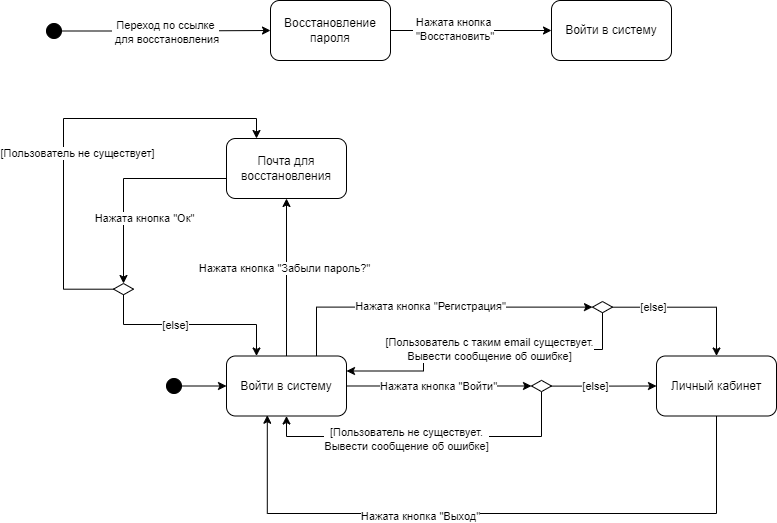 Переход по ссылке
для восстановления
Восстановление
пароля
Нажата кнопка
"Восстановить"
Войти в систему
[Пользователь не существует]
Почта для
восстановления
Нажата кнопка "Ок"
Нажата кнопка "Забыли пароль?"
[else]
Нажата кнопка "Регистрация"
[else]
[Пользователь с таким email существует.
Вывести сообщение об ошибке]
Войти в систему
Нажата кнопка "Войти"
[else]
Личный кабинет
[Пользователь не существует.
Вывести сообщение об ошибке]
Нажата кнопка "Выход"